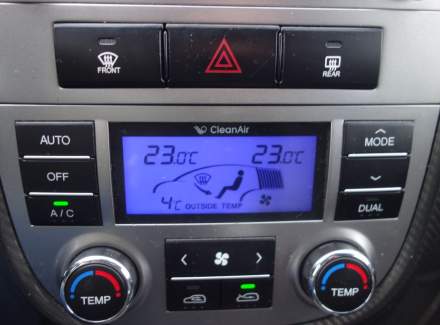 FRONT
REAR
CleanAir
AUTO
OFF
A/C
23.0c 23.0c
4c OUTSIDE TEMP
MODE
DUAL
TEMP
TEMP